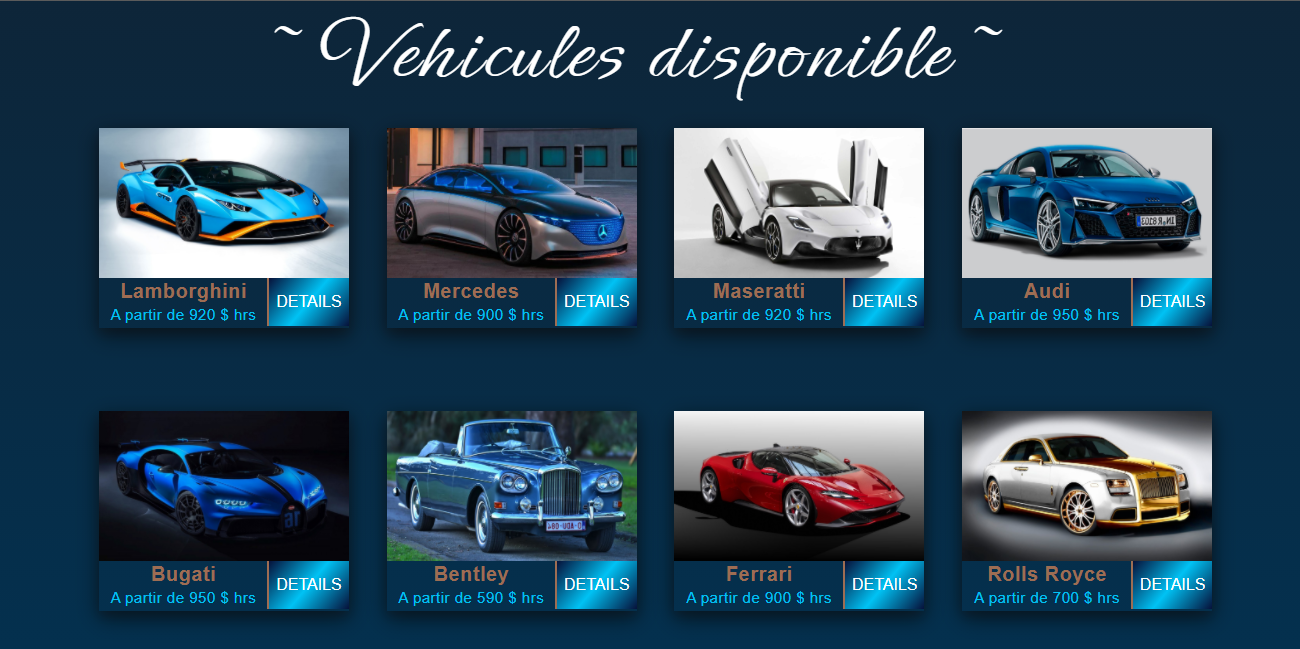 ~ Vehicules disponible ~
Lamborghini
A partir de 920 $ hrs
DETAILS
Mercedes
A partir de 900 $ hrs
DETAILS
Maseratti
A partir de 920 $ hrs
DETAILS
Audi
A partir de 950 $ hrs
DETAILS
Bugati
A partir de 950 $ hrs
DETAILS
Bentley
A partir de 590 $ hrs
DETAILS
Ferrari
A partir de 900 $ hrs
DETAILS
Rolls Royce
A partir de 700 $ hrs
DETAILS